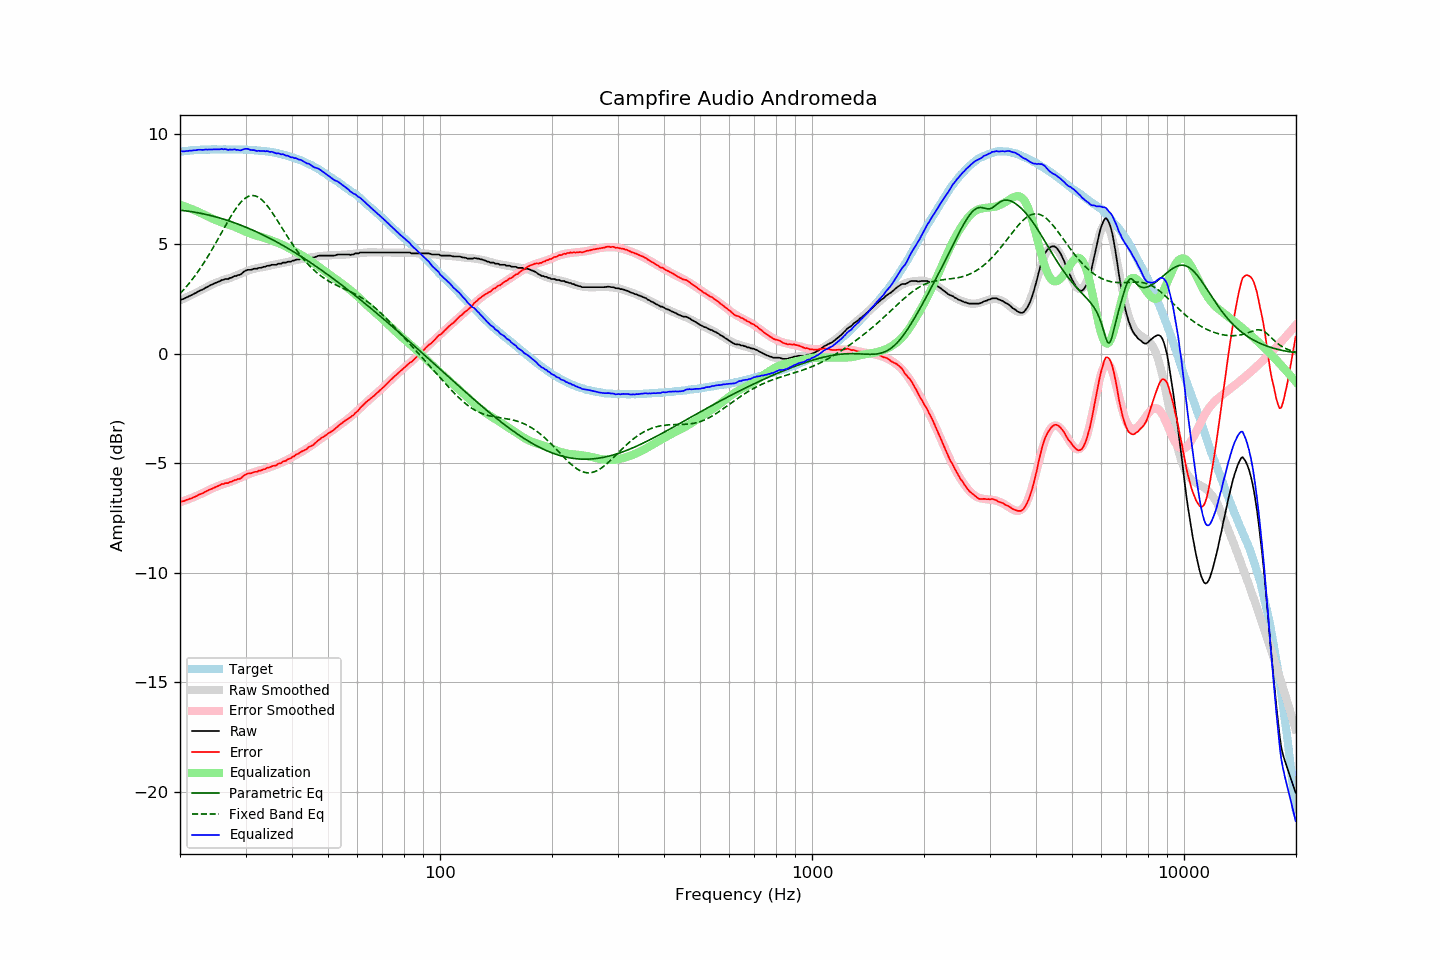 Campfire Audio Andromeda
10
5
0
−5
−10
−15
−20
Amplitude (dBr)
Target
Raw Smoothed
Error Smoothed
Raw
Error
Equalization
Parametric Eq
Fixed Band Eq
Equalized
100
1000
10000
Frequency (Hz)